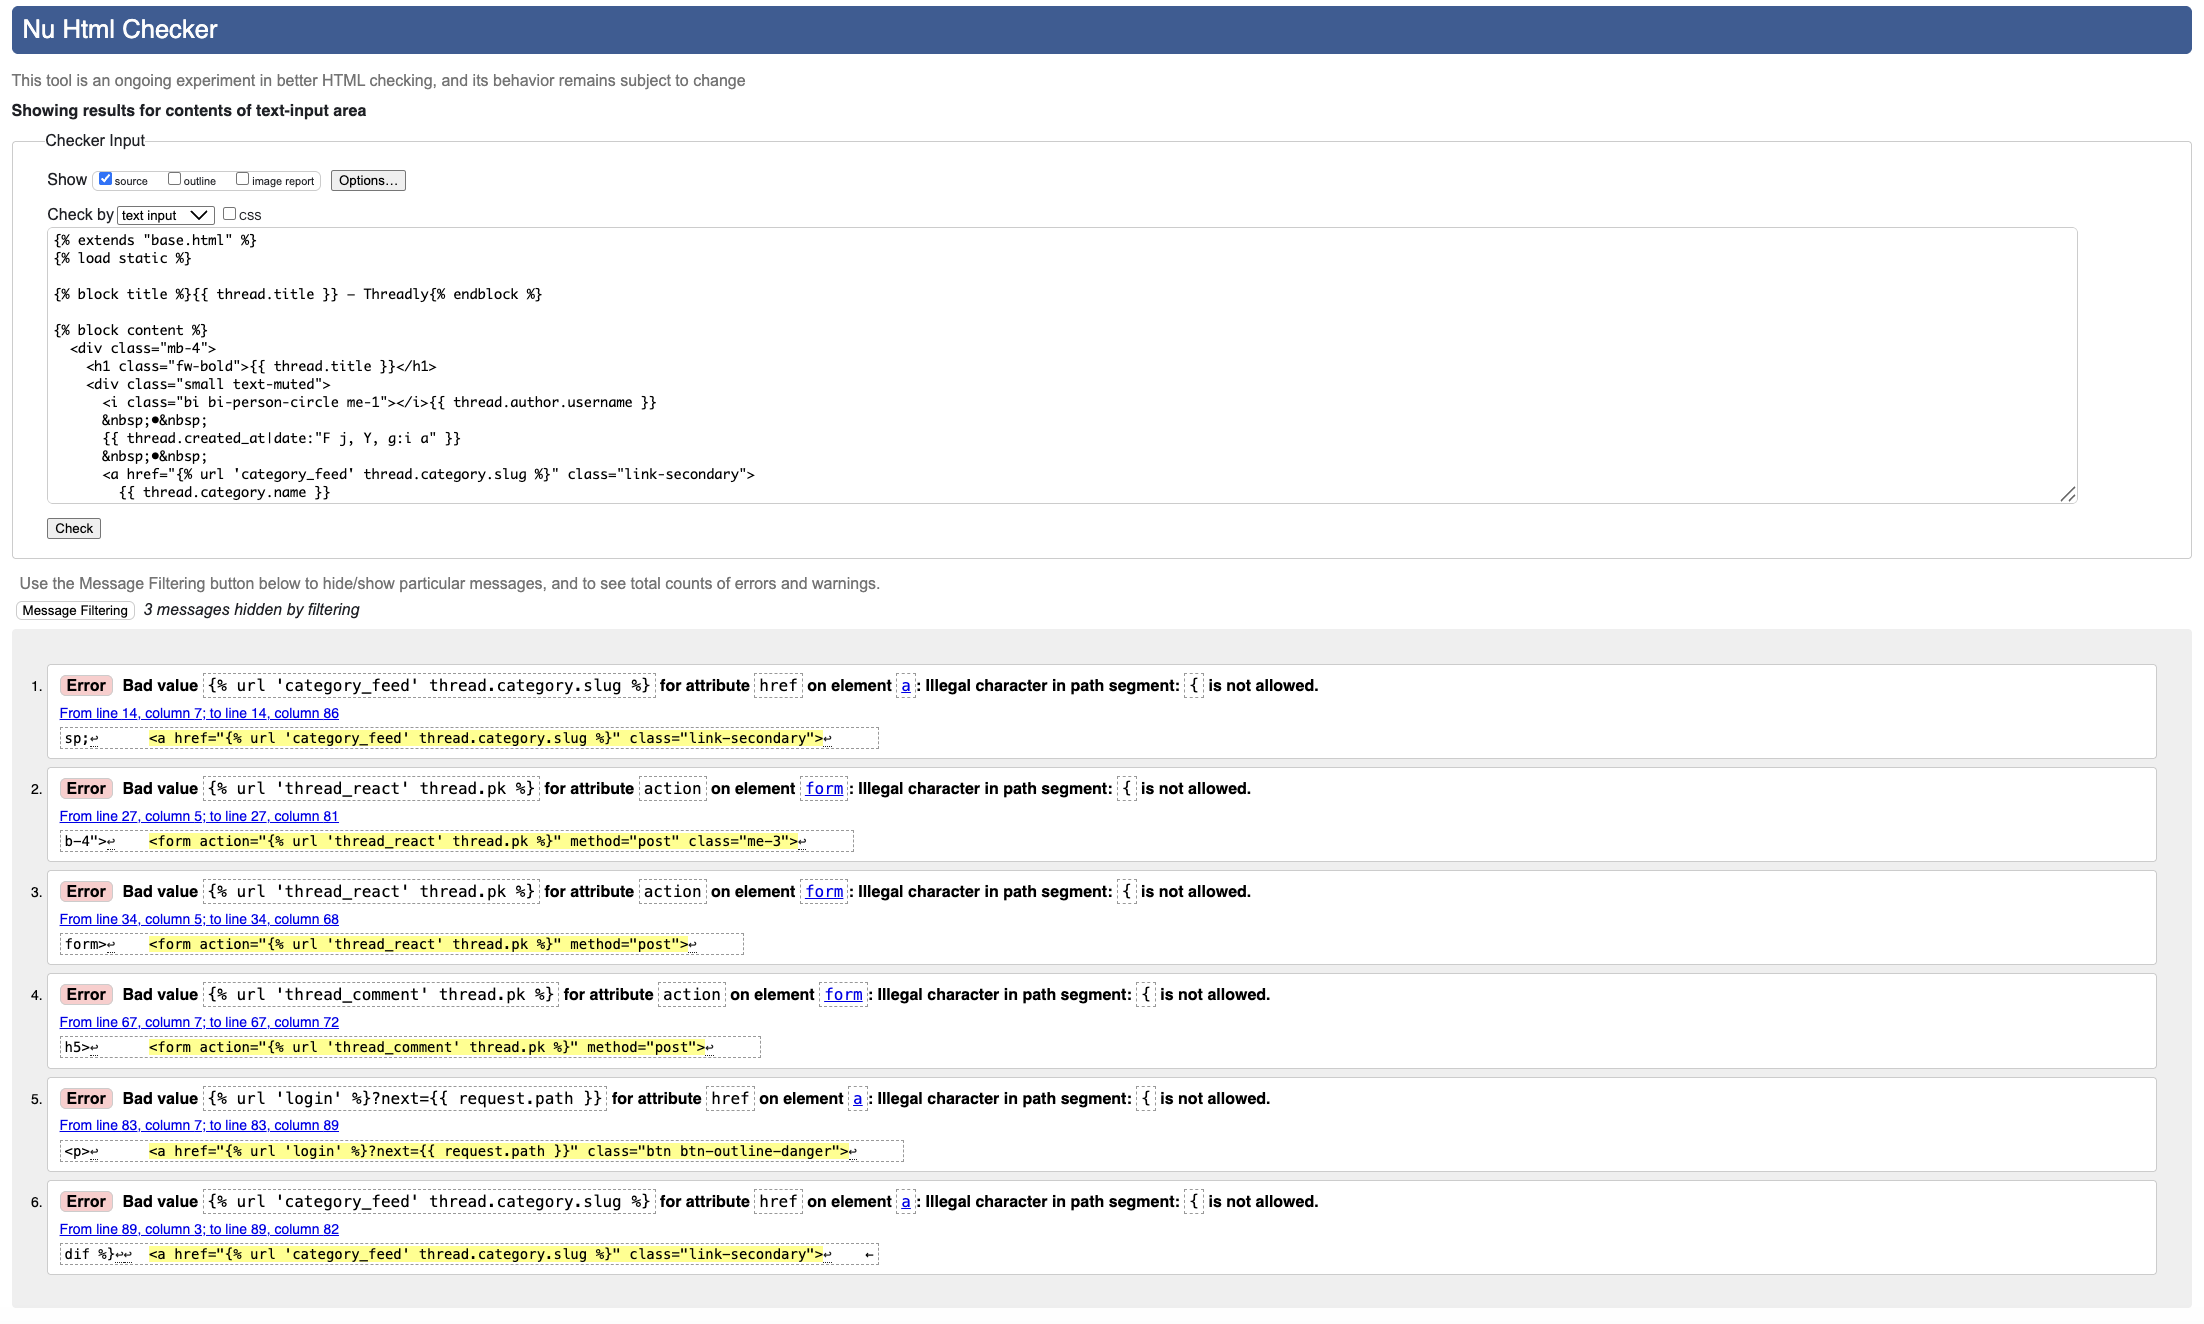 Nu Html Checker
This tool is an ongoing experiment in better HTML checking, and its behavior remains subject to change
Showing results for contents of text-input area
Checker Input
Show source outline image report Options...
Check by text input css
{% extends "base.html" %}
{% load static %}
{% block title %}{{ thread.title }} – Threadly{% endblock %}
{% block content %}
<div class="mb-4">
<h1 class="fw-bold">{{ thread.title }}</h1>
<div class="small text-muted">
<i class="bi bi-person-circle me-1"></i>{{ thread.author.username }}
&nbsp;•&nbsp;
{{ thread.created_at|date:"F j, Y, g:i a" }}
&nbsp;•&nbsp;
<a href="{% url 'category_feed' thread.category.slug %}" class="link-secondary">
{{ thread.category.name }}
Check
Use the Message Filtering button below to hide/show particular messages, and to see total counts of errors and warnings.
Message Filtering 3 messages hidden by filtering
1. Error Bad value {% url 'category_feed' thread.category.slug %} for attribute href on element a: Illegal character in path segment: { is not allowed.
From line 14, column 7; to line 14, column 86
sp;↩ <a href="{% url 'category_feed' thread.category.slug %}" class="link-secondary">↩
2. Error Bad value {% url 'thread_react' thread.pk %} for attribute action on element form: Illegal character in path segment: { is not allowed.
From line 27, column 5; to line 27, column 81
b-4">↩ <form action="{% url 'thread_react' thread.pk %}" method="post" class="me-3">↩
3. Error Bad value {% url 'thread_react' thread.pk %} for attribute action on element form: Illegal character in path segment: { is not allowed.
From line 34, column 5; to line 34, column 68
form>↩ <form action="{% url 'thread_react' thread.pk %}" method="post">↩
4. Error Bad value {% url 'thread_comment' thread.pk %} for attribute action on element form: Illegal character in path segment: { is not allowed.
From line 67, column 7; to line 67, column 72
h5>↩ <form action="{% url 'thread_comment' thread.pk %}" method="post">↩
5. Error Bad value {% url 'login' %}?next={{ request.path }} for attribute href on element a: Illegal character in path segment: { is not allowed.
From line 83, column 7; to line 83, column 89
<p>↩ <a href="{% url 'login' %}?next={{ request.path }}" class="btn btn-outline-danger">↩
6. Error Bad value {% url 'category_feed' thread.category.slug %} for attribute href on element a: Illegal character in path segment: { is not allowed.
From line 89, column 3; to line 89, column 82
dif %}↩↩ <a href="{% url 'category_feed' thread.category.slug %}" class="link-secondary">↩ ←